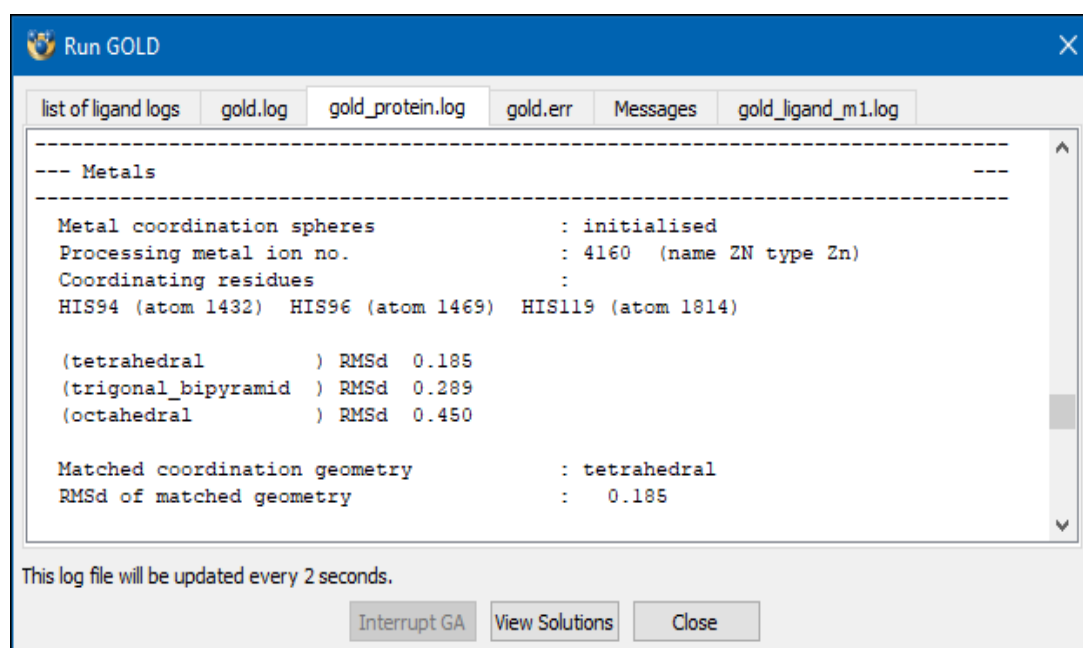 Run GOLD
list of ligand logs gold.log gold_protein.log gold.err Messages gold_ligand_m1.log
--------------------------------------------------------------------------------
--- Metals ---
--------------------------------------------------------------------------------
Metal coordination spheres : initialised
Processing metal ion no. : 4160 (name ZN type Zn)
Coordinating residues :
HIS94 (atom 1432) HIS96 (atom 1469) HIS119 (atom 1814)
(tetrahedral ) RMSd 0.185
(trigonal_bipyramid ) RMSd 0.289
(octahedral ) RMSd 0.450
Matched coordination geometry : tetrahedral
RMSd of matched geometry : 0.185
This log file will be updated every 2 seconds.
Interrupt GA View Solutions Close